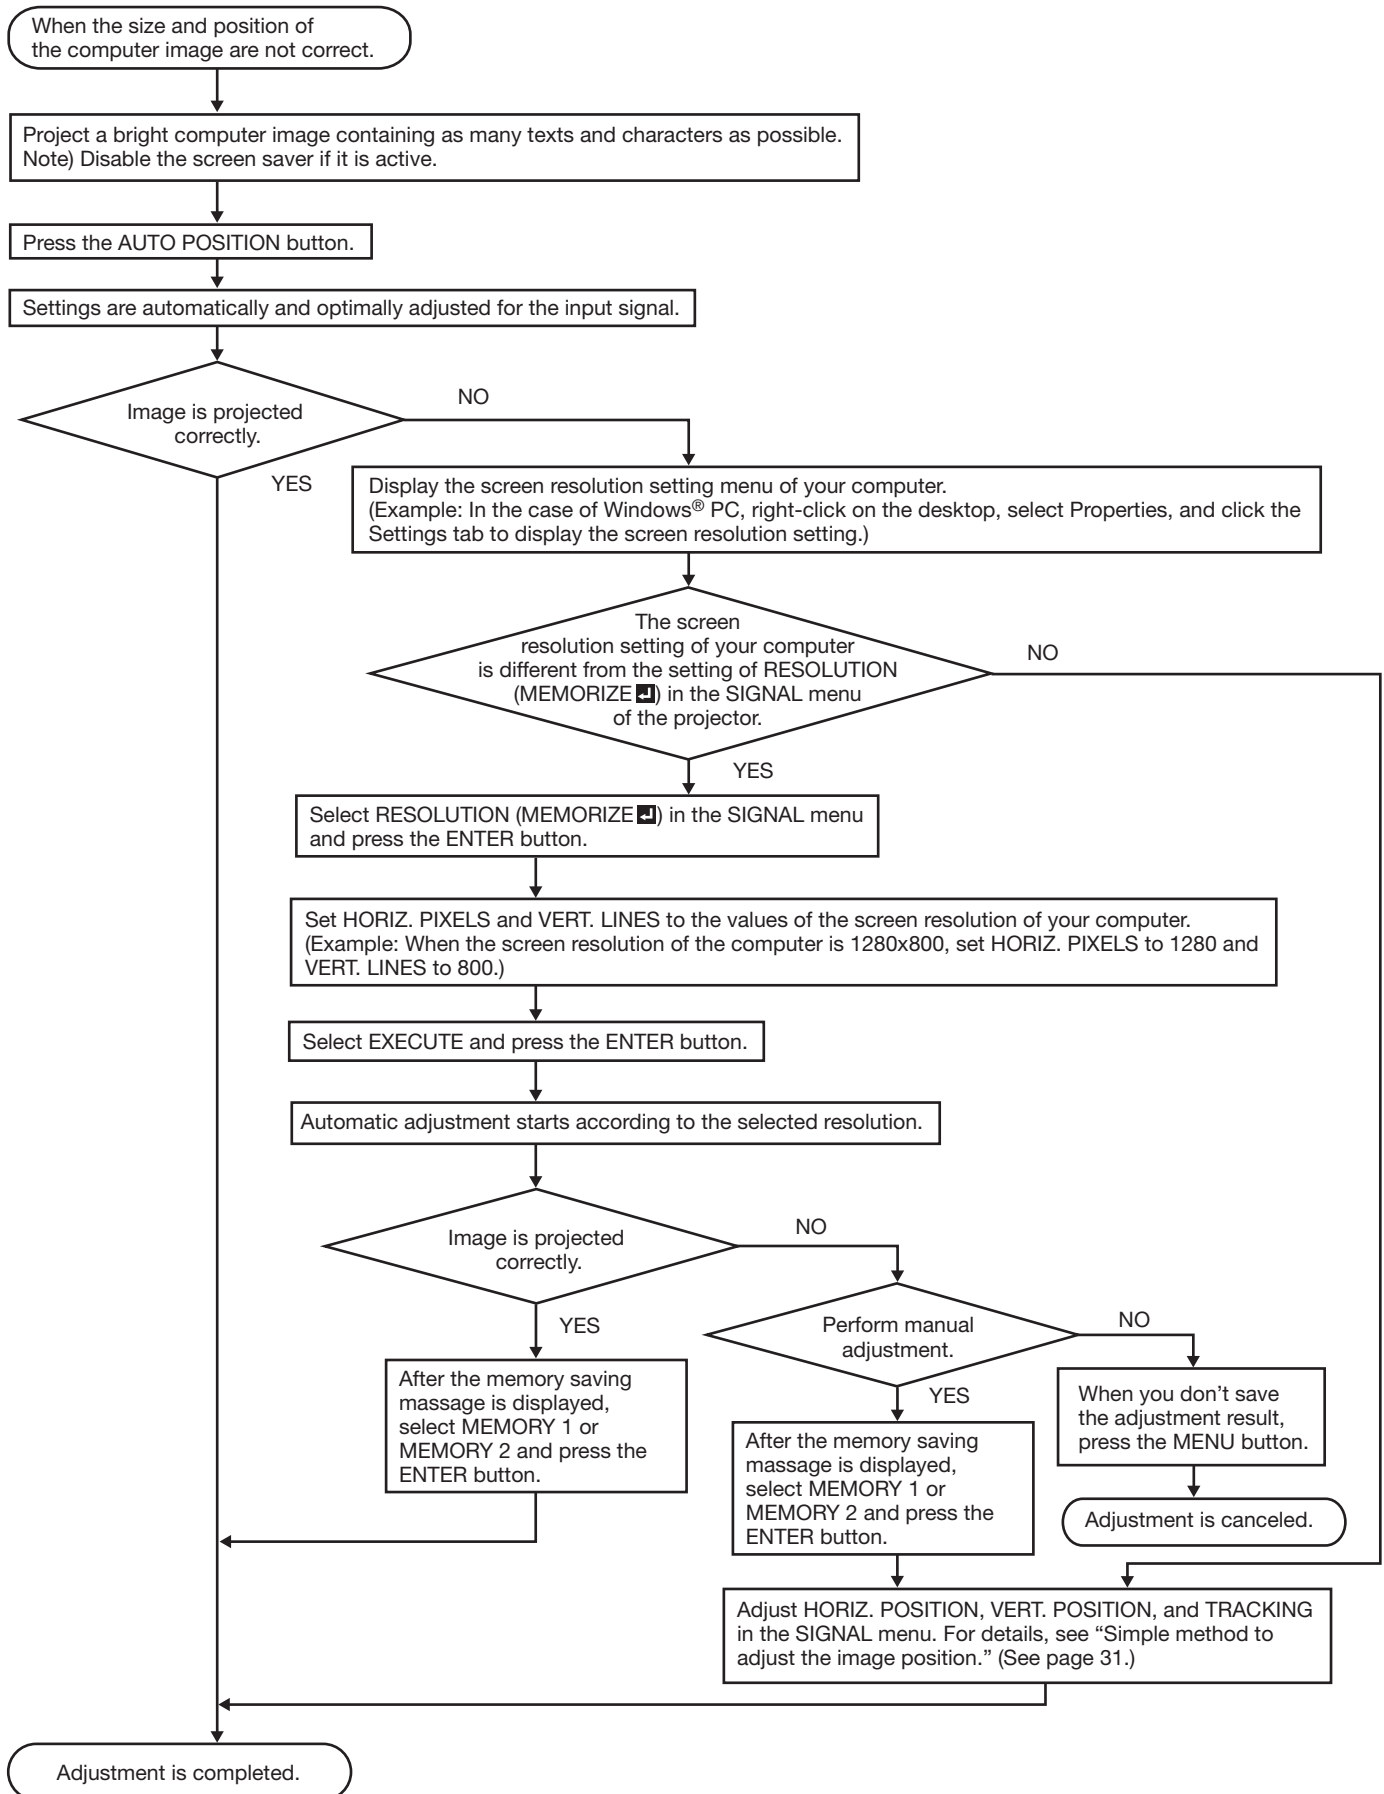 When the size and position of
the computer image are not correct.
Project a bright computer image containing as many texts and characters as possible.
Note) Disable the screen saver if it is active.
Press the AUTO POSITION button.
Settings are automatically and optimally adjusted for the input signal.
Image is projected
correctly.
NO
YES
Display the screen resolution setting menu of your computer.
(Example: In the case of Windows® PC, right-click on the desktop, select Properties, and click the
Settings tab to display the screen resolution setting.)
The screen
resolution setting of your computer
is different from the setting of RESOLUTION
(MEMORIZE ↵) in the SIGNAL menu
of the projector.
NO
YES
Select RESOLUTION (MEMORIZE ↵) in the SIGNAL menu
and press the ENTER button.
Set HORIZ. PIXELS and VERT. LINES to the values of the screen resolution of your computer.
(Example: When the screen resolution of the computer is 1280x800, set HORIZ. PIXELS to 1280 and
VERT. LINES to 800.)
Select EXECUTE and press the ENTER button.
Automatic adjustment starts according to the selected resolution.
Image is projected
correctly.
NO
YES
Perform manual
adjustment.
NO
YES
After the memory saving
massage is displayed,
select MEMORY 1 or
MEMORY 2 and press the
ENTER button.
After the memory saving
massage is displayed,
select MEMORY 1 or
MEMORY 2 and press the
ENTER button.
When you don't save
the adjustment result,
press the MENU button.
Adjustment is canceled.
Adjust HORIZ. POSITION, VERT. POSITION, and TRACKING
in the SIGNAL menu. For details, see “Simple method to
adjust the image position.” (See page 31.)
Adjustment is completed.